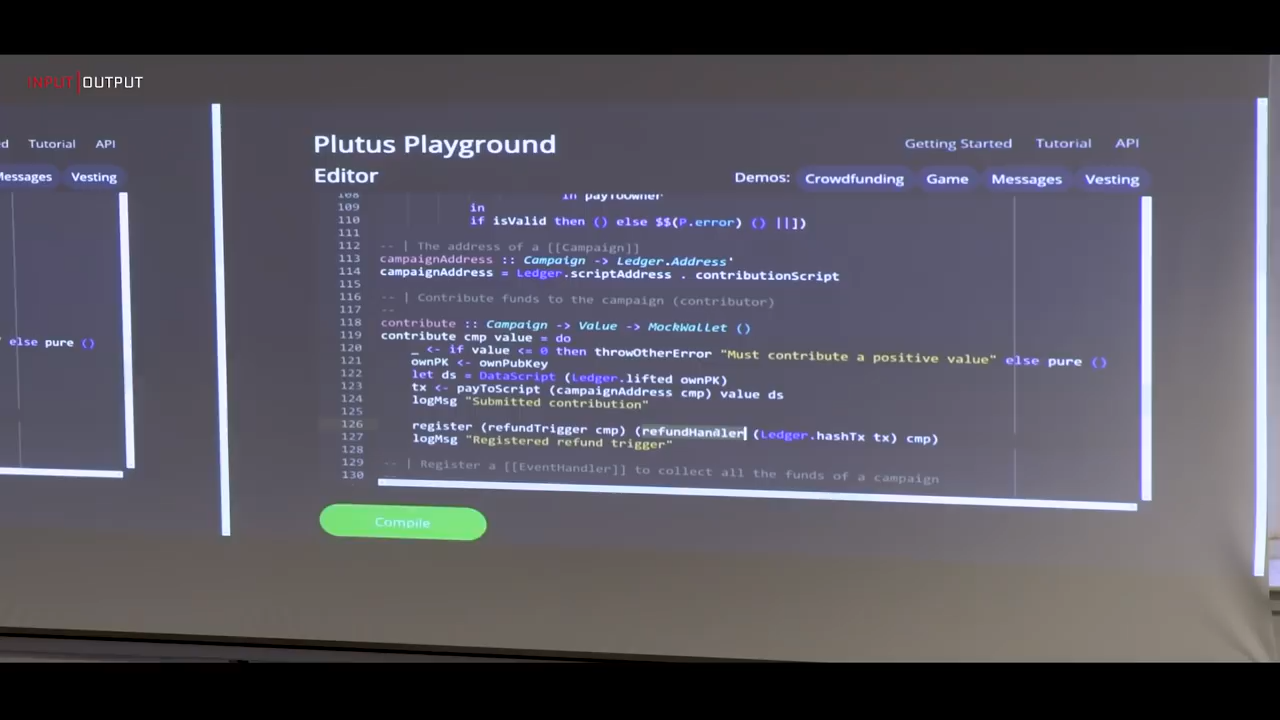 INPUT|OUTPUT
Tutorial API
Messages Vesting
else pure ()
Plutus Playground
Getting Started Tutorial API
Editor
Demos: Crowdfunding Game Messages Vesting
108 in payToOwner
109 in
110 if isValid then () else $$(P.error) () ||])
111
112 -- | The address of a [[Campaign]]
113 campaignAddress :: Campaign -> Ledger.Address'
114 campaignAddress = Ledger.scriptAddress . contributionScript
115
116 -- | Contribute funds to the campaign (contributor)
117 --
118 contribute :: Campaign -> Value -> MockWallet ()
119 contribute cmp value = do
120 _ <- if value <= 0 then throwOtherError "Must contribute a positive value" else pure ()
121 ownPK <- ownPubKey
122 let ds = DataScript (Ledger.lifted ownPK)
123 tx <- payToScript (campaignAddress cmp) value ds
124 logMsg "Submitted contribution"
125
126 register (refundTrigger cmp) (refundHandler (Ledger.hashTx tx) cmp)
127 logMsg "Registered refund trigger"
128
129 -- | Register a [[EventHandler]] to collect all the funds of a campaign
130
Compile